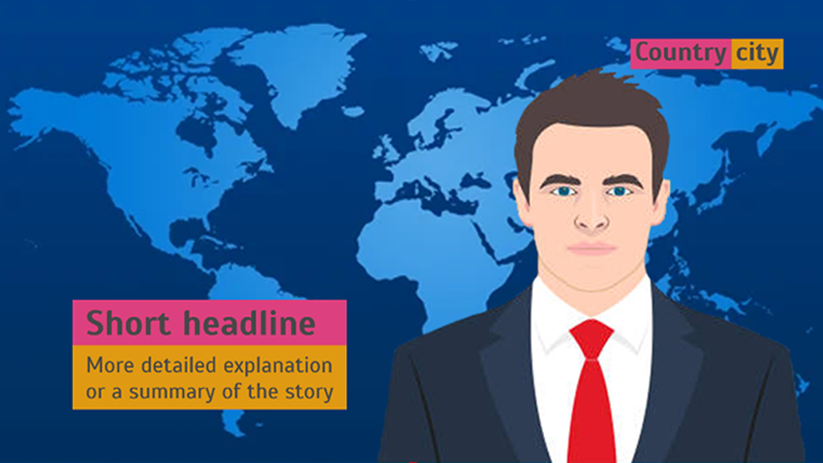 Country city
Short headline
More detailed explanation
or a summary of the story